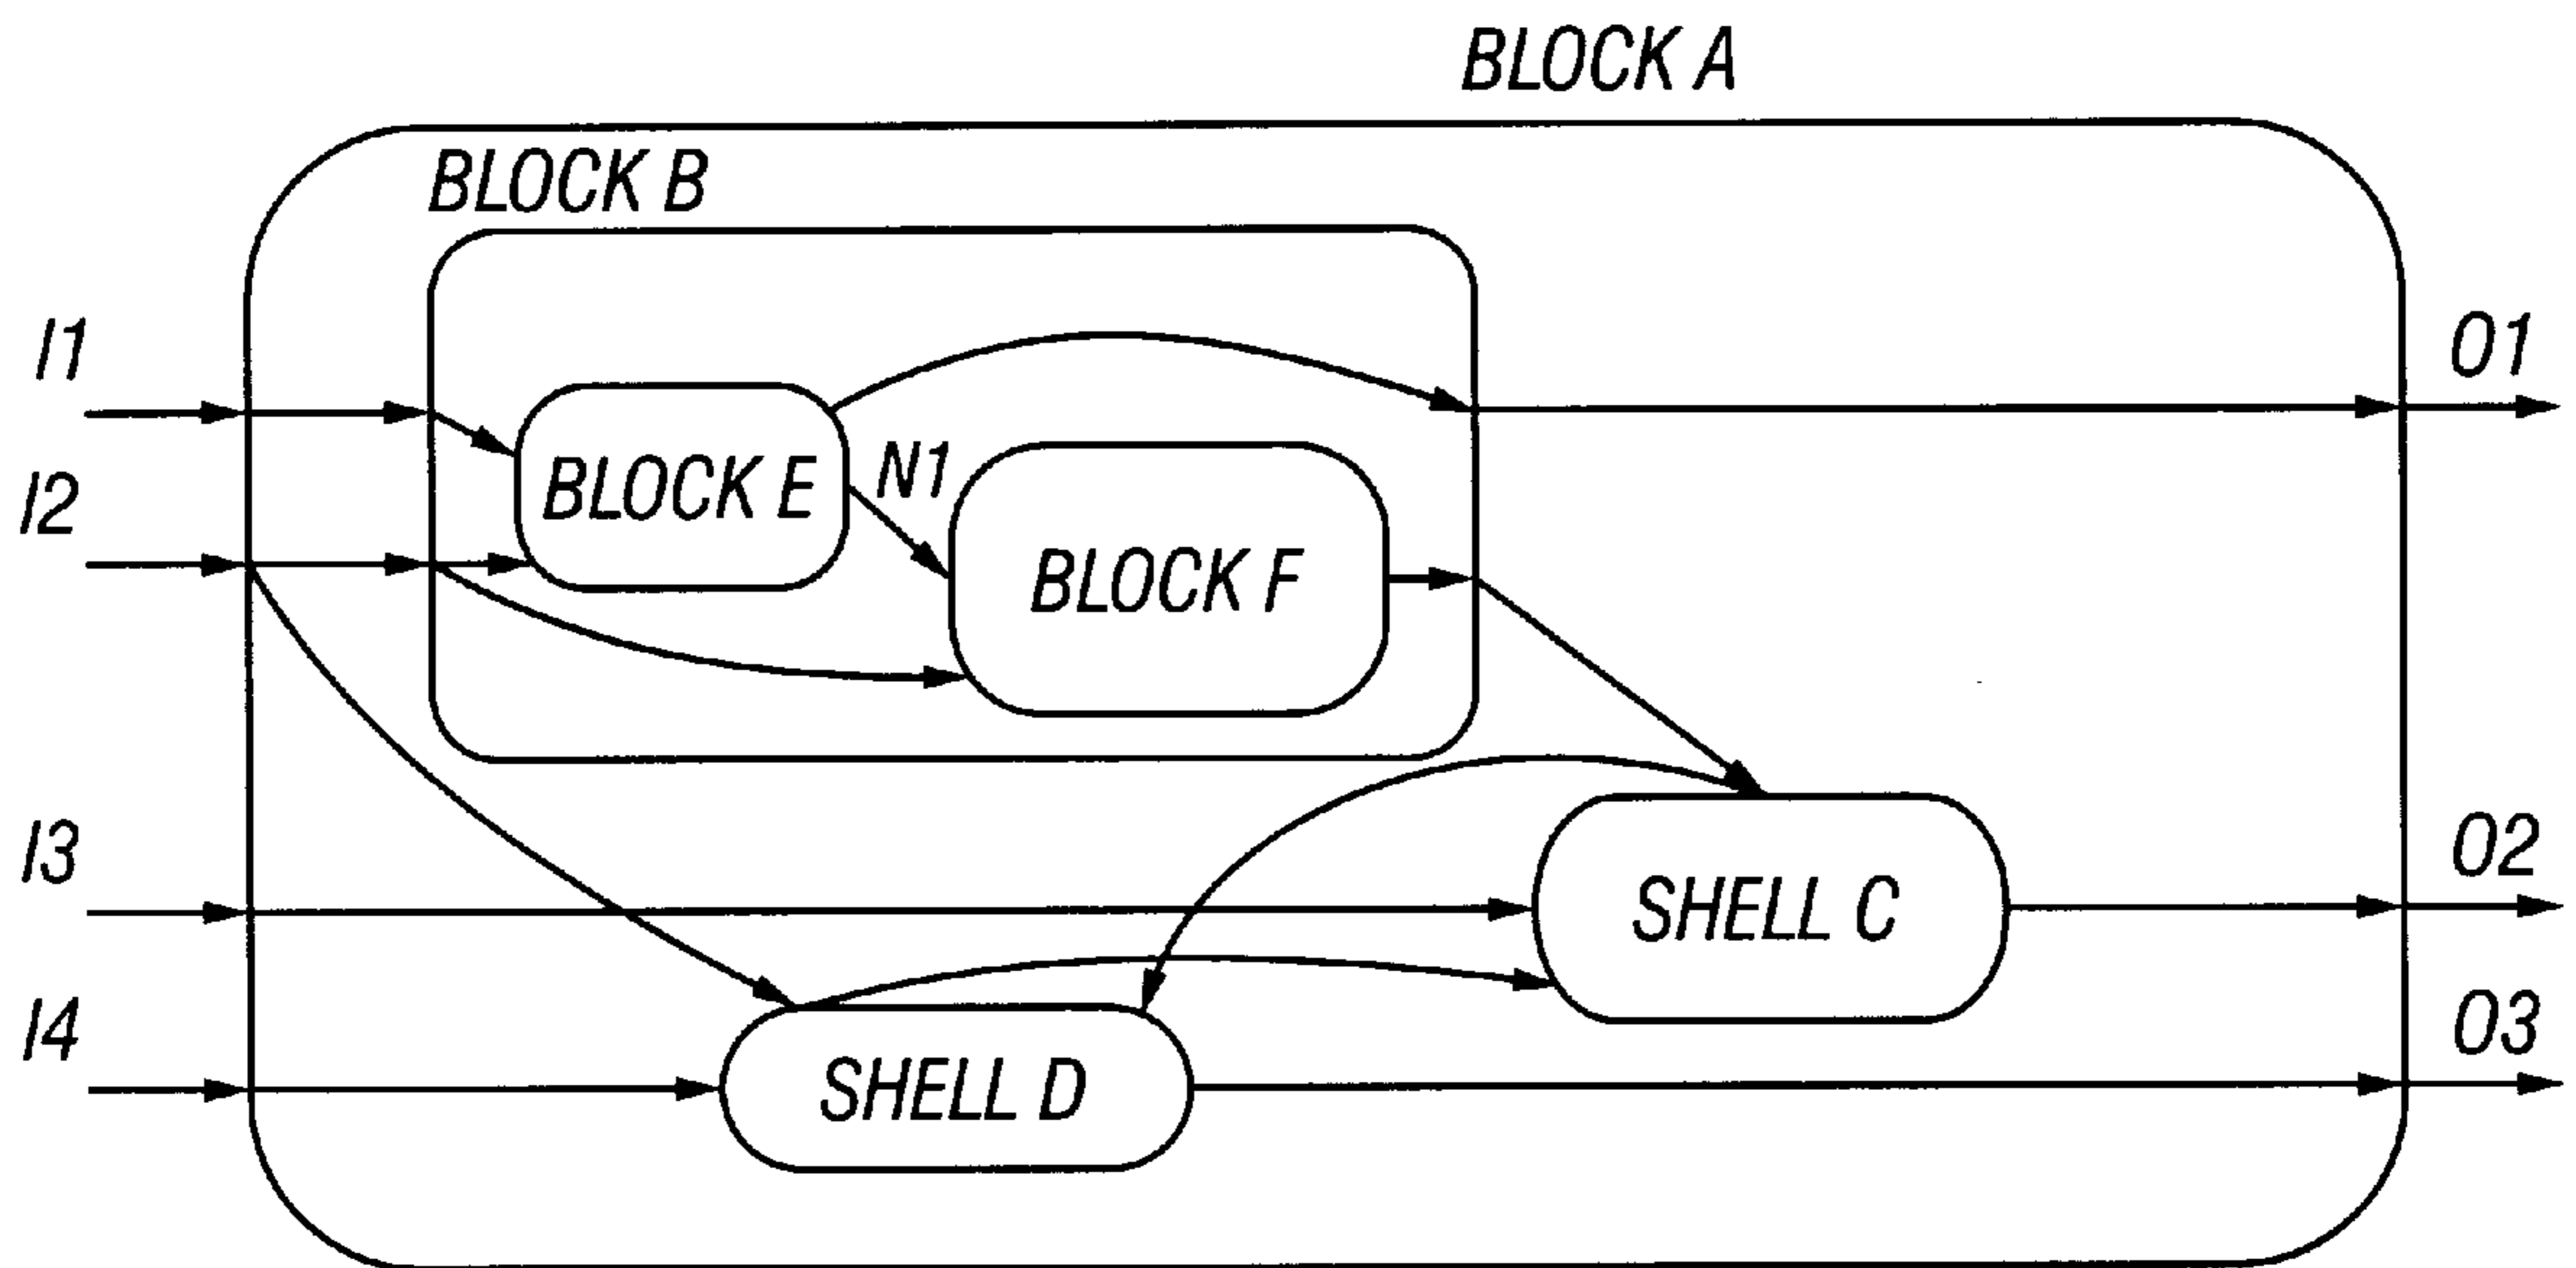 BLOCK A
BLOCK B
I1
O1
I2
BLOCK E
N1
BLOCK F
I3
SHELL C
O2
I4
SHELL D
O3